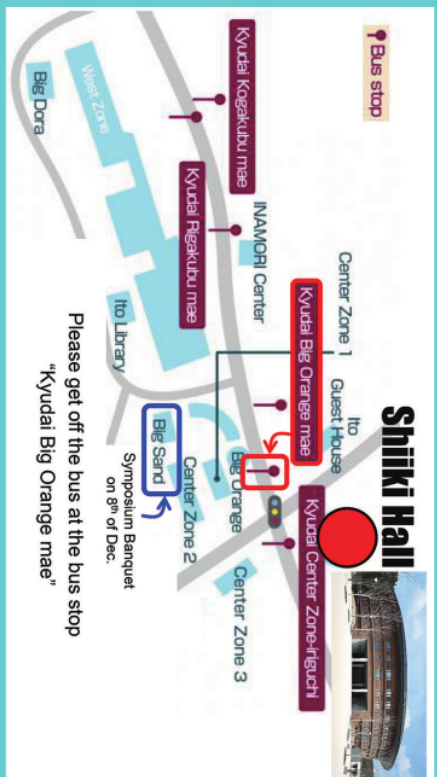 Bus stop
Kyudai Kogakubu mae
Kyudai Rigakubu mae
INAMORI Center
Center Zone 1
Kyudai Big Orange mae
Ito
Guest House
Shiiki Hall
Kyudai Center Zone-iriguchi
West Zone
Big Dora
Ito Library
Big Orange
Big Sand
Center Zone 2
Center Zone 3
Symposium Banquet
on 8th of Dec.
Please get off the bus at the bus stop
“Kyudai Big Orange mae”